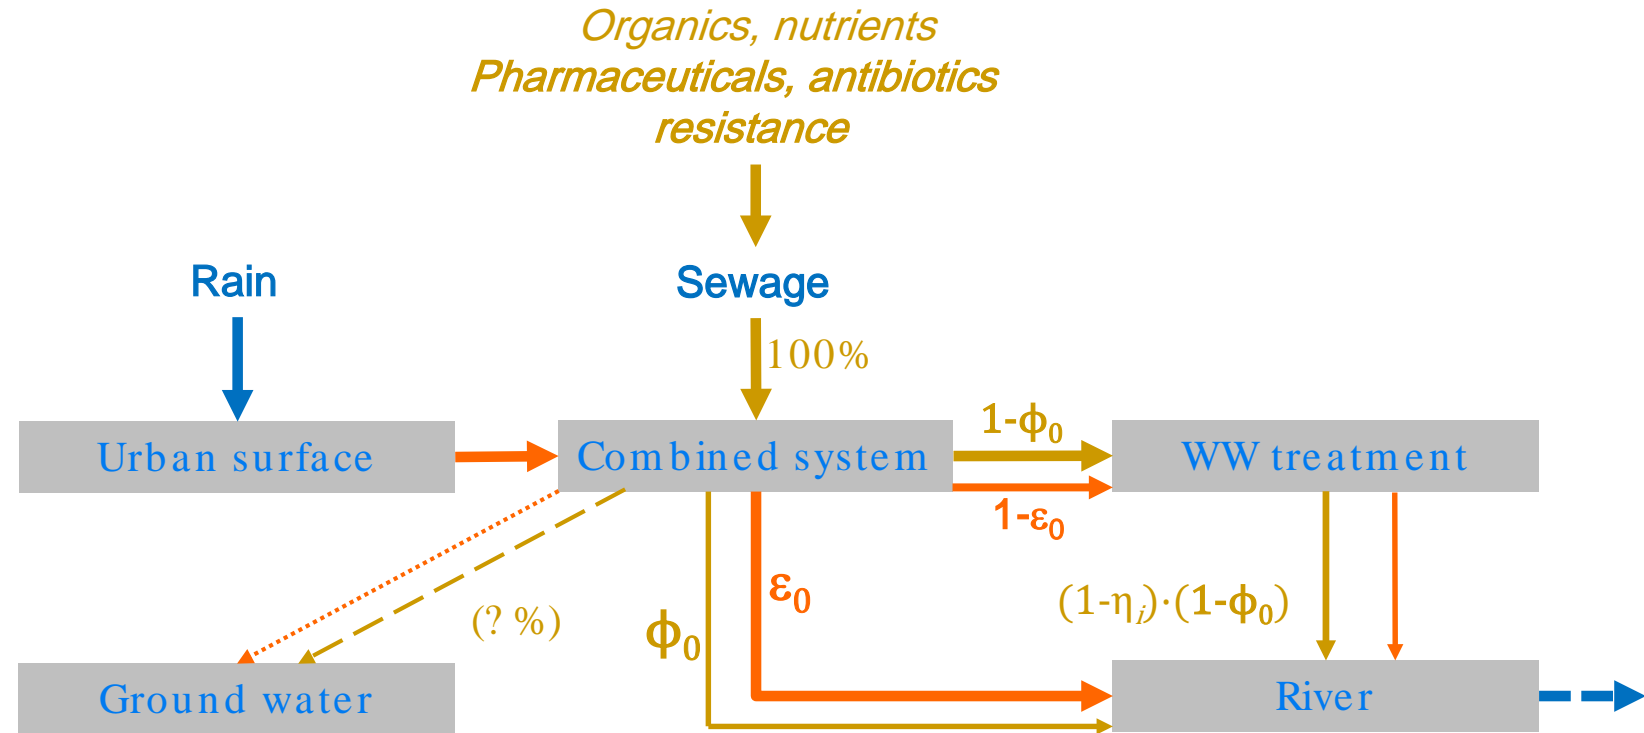 Organics, nutrients
Pharmaceuticals, antibiotics
resistance
Rain
Sewage
100%
Urban surface
Combined system
1-ϕ₀
WW treatment
1-ε₀
(? %)
ϕ₀
ε₀
(1-ηᵢ)·(1-ϕ₀)
Ground water
River